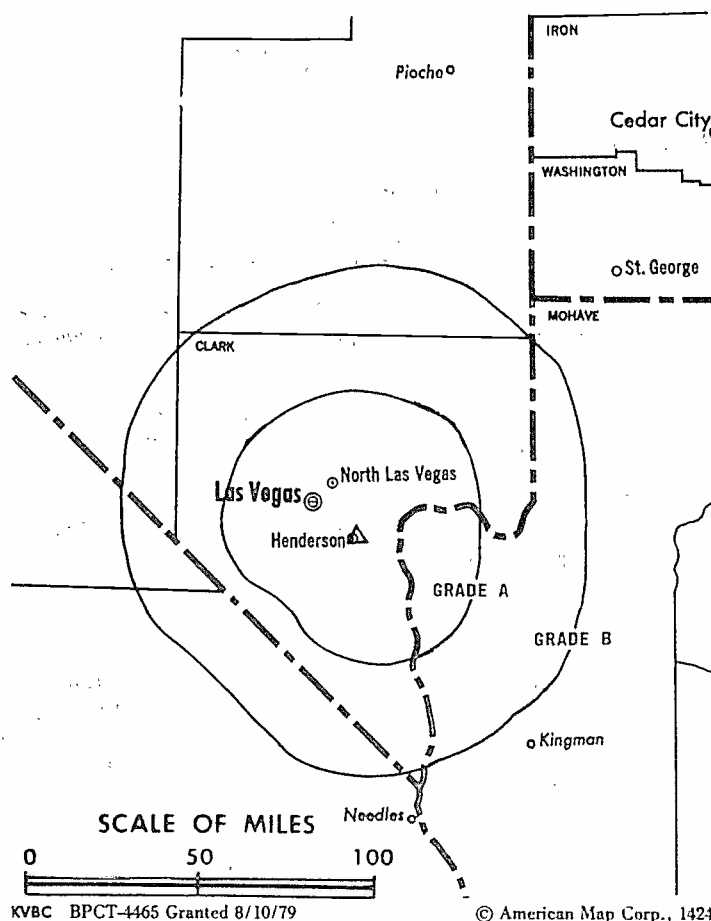 IRON
Pioche
Cedar City
WASHINGTON
St. George
MOHAVE
CLARK
North Las Vegas
Las Vegas
Henderson
GRADE A
GRADE B
Kingman
SCALE OF MILES
Needles
0 50 100
KVBC BPCT-4465 Granted 8/10/79 © American Map Corp., 1424